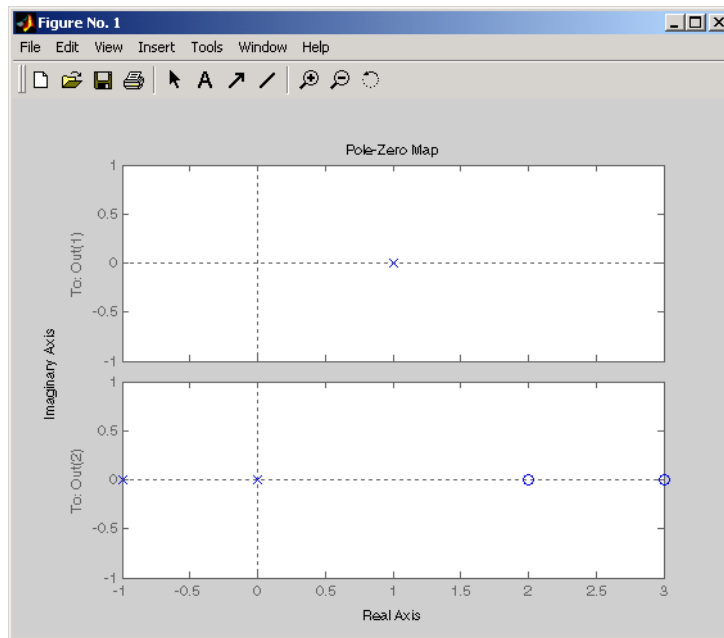 Figure No. 1
File Edit View Insert Tools Window Help
A
Pole-Zero Map
Imaginary Axis
To: Out(1)
1
0.5
0
-0.5
-1
To: Out(2)
1
0.5
0
-0.5
-1
-1 -0.5 0 0.5 1 1.5 2 2.5 3
Real Axis